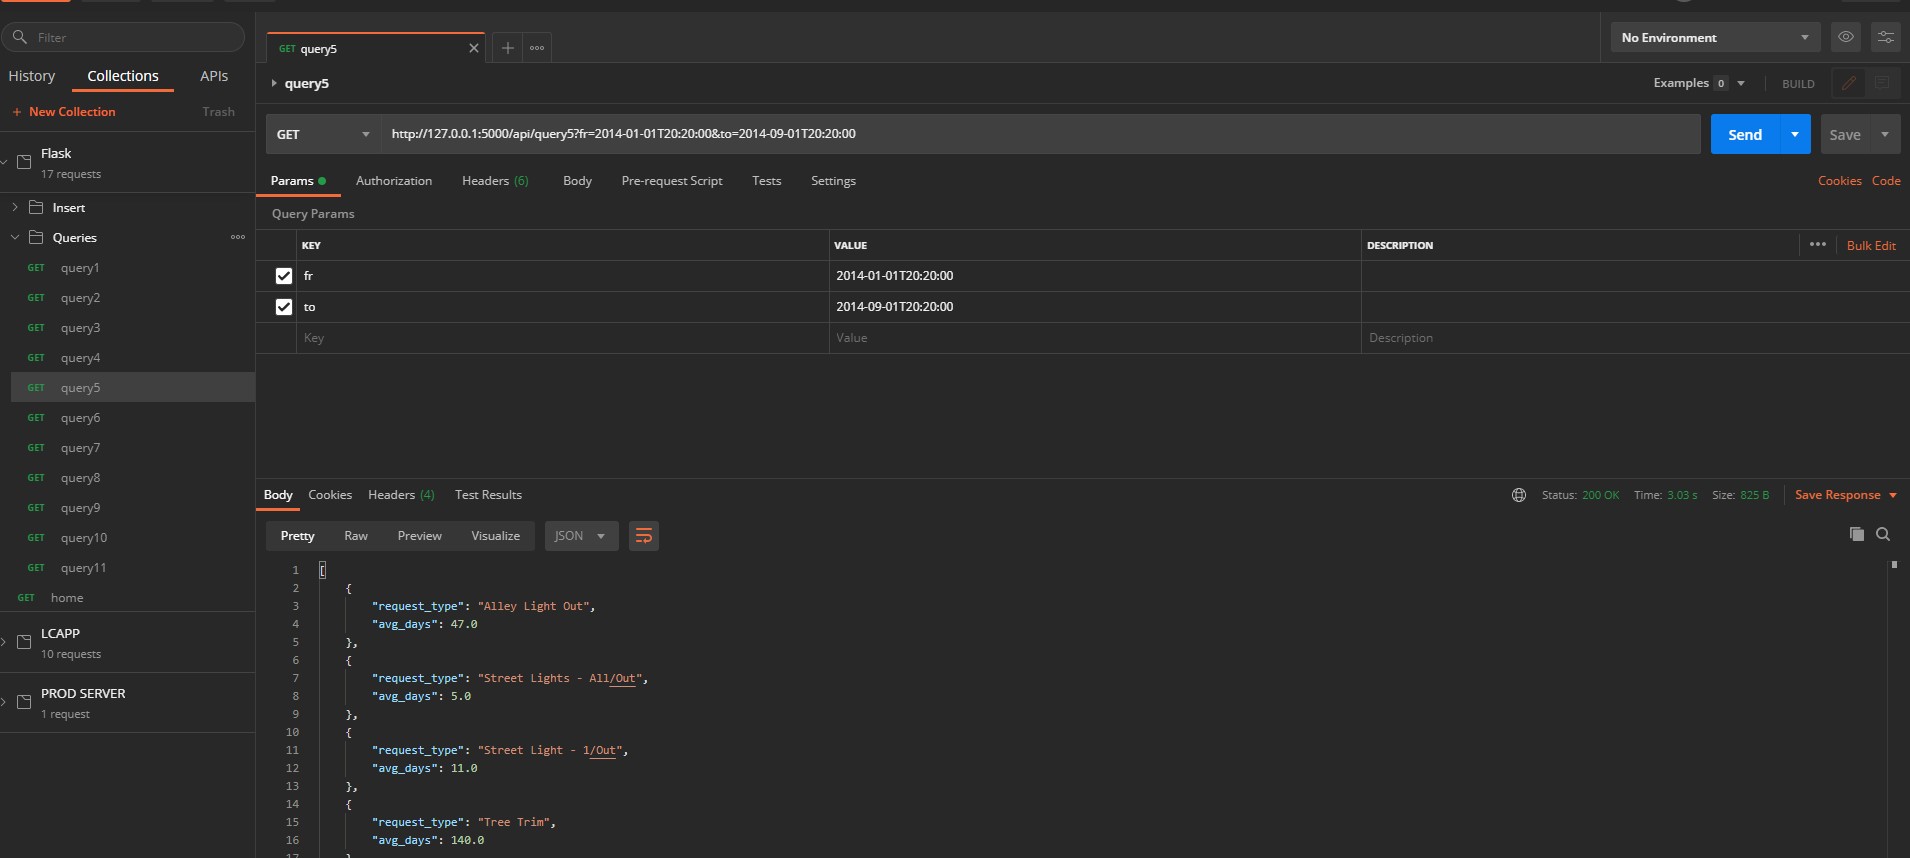 Filter
History Collections APIs
+ New Collection Trash
Flask
17 requests
Insert
Queries
GET query1
GET query2
GET query3
GET query4
GET query5
GET query6
GET query7
GET query8
GET query9
GET query10
GET query11
GET home
LCAPP
10 requests
PROD SERVER
1 request
GET query5
No Environment
query5
Examples 0 BUILD
GET http://127.0.0.1:5000/api/query5?fr=2014-01-01T20:20:00&to=2014-09-01T20:20:00 Send Save
Params Authorization Headers (6) Body Pre-request Script Tests Settings Cookies Code
Query Params
KEY VALUE DESCRIPTION Bulk Edit
fr 2014-01-01T20:20:00
to 2014-09-01T20:20:00
Key Value Description
Body Cookies Headers (4) Test Results Status: 200 OK Time: 3.03 s Size: 825 B Save Response
Pretty Raw Preview Visualize JSON
1 [
2 {
3 "request_type": "Alley Light Out",
4 "avg_days": 47.0
5 },
6 {
7 "request_type": "Street Lights - All/Out",
8 "avg_days": 5.0
9 },
10 {
11 "request_type": "Street Light - 1/Out",
12 "avg_days": 11.0
13 },
14 {
15 "request_type": "Tree Trim",
16 "avg_days": 140.0
17 }